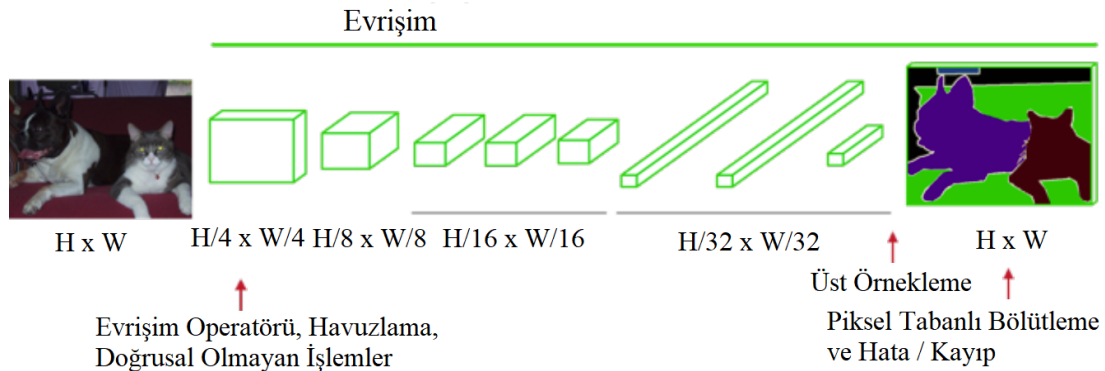 Evrişim
H x W
H/4 x W/4
H/8 x W/8
H/16 x W/16
H/32 x W/32
H x W
Üst Örnekleme
Evrişim Operatörü, Havuzlama,
Doğrusal Olmayan İşlemler
Piksel Tabanlı Bölütleme
ve Hata / Kayıp